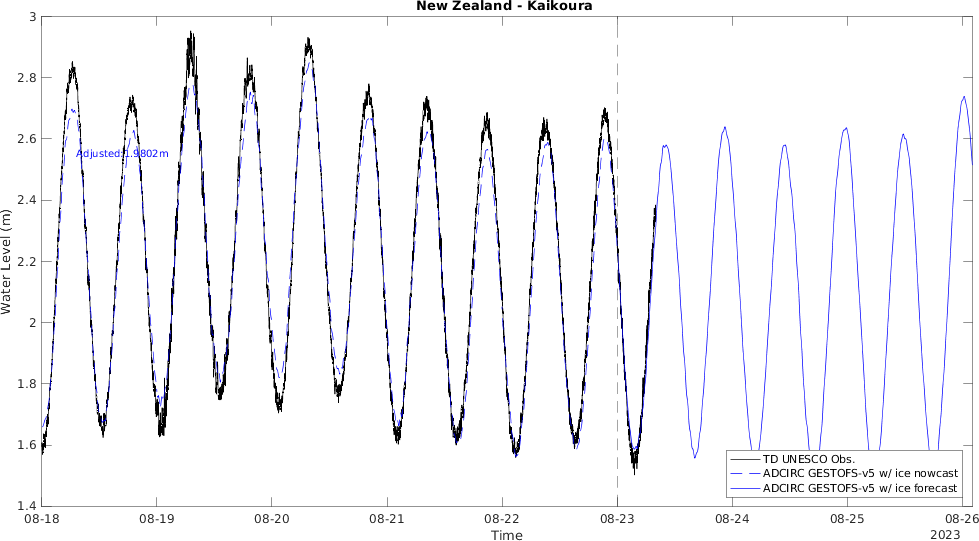 New Zealand - Kaikoura
3
2.8
2.6
2.4
2.2
2
1.8
1.6
1.4
Water Level (m)
Adjusted:1.9802m
TD UNESCO Obs.
ADCIRC GESTOFS-v5 w/ ice nowcast
ADCIRC GESTOFS-v5 w/ ice forecast
08-18 08-19 08-20 08-21 08-22 08-23 08-24 08-25 08-26
Time
2023